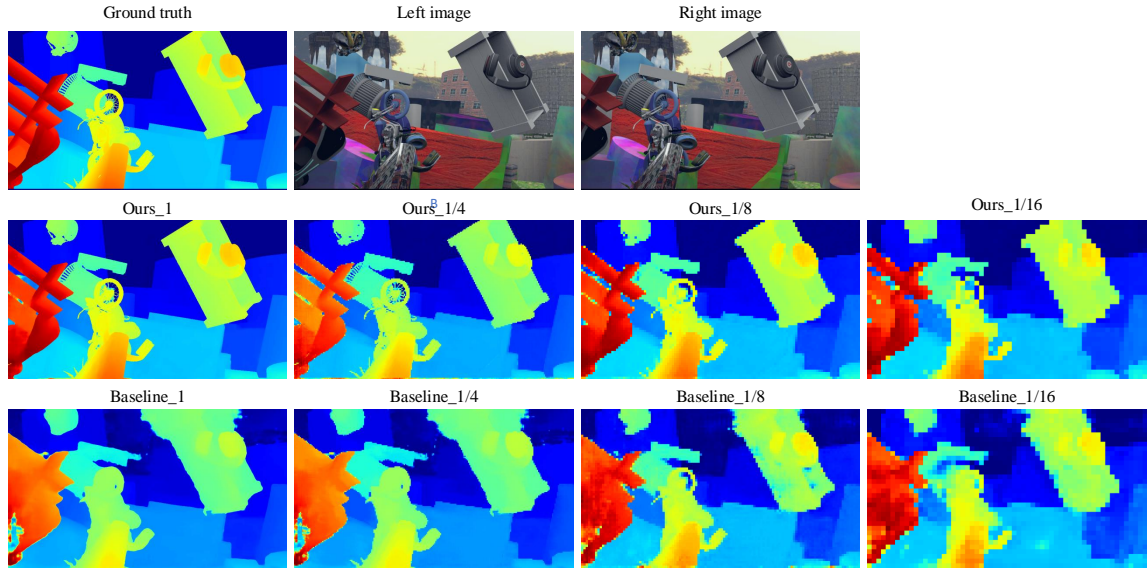 Ground truth
Left image
Right image
B
Ours_1
Ours_1/4
Ours_1/8
Ours_1/16
Baseline_1
Baseline_1/4
Baseline_1/8
Baseline_1/16